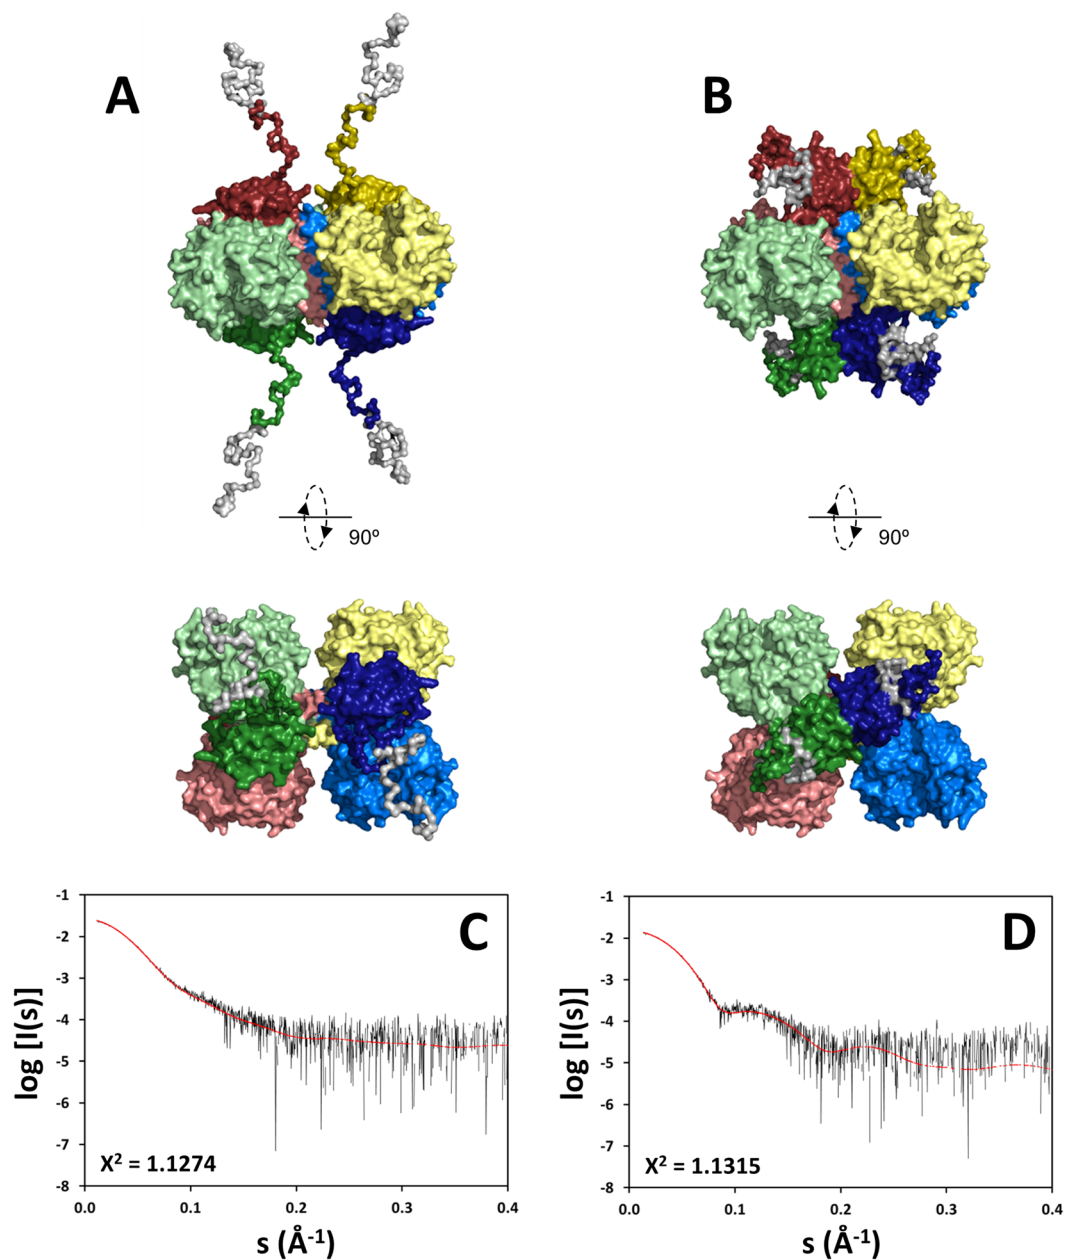 A
B
90º
90º
C
D
log [I(s)]
-1
-2
-3
-4
-5
-6
-7
-8
X² = 1.1274
0.0
0.1
0.2
0.3
0.4
s (Å⁻¹)
log [I(s)]
-1
-2
-3
-4
-5
-6
-7
-8
X² = 1.1315
0.0
0.1
0.2
0.3
0.4
s (Å⁻¹)